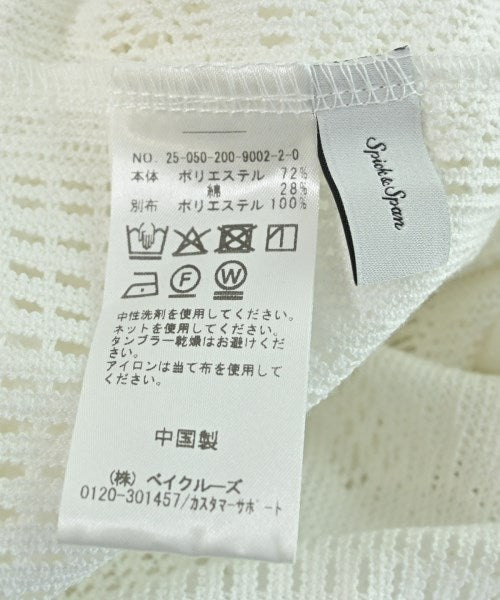 NO. 25-050-200-9002-2-0
本体 ポリエステル 72%
綿 28%
別布 ポリエステル 100%
F W
中性洗剤を使用してください。
ネットを使用してください。
タンブラー乾燥はお避けくだ
さい。
アイロンは当て布を使用して
ください。
中国製
(株) ベイクルーズ
0120-301457/カスタマーサポート
Spick & Span